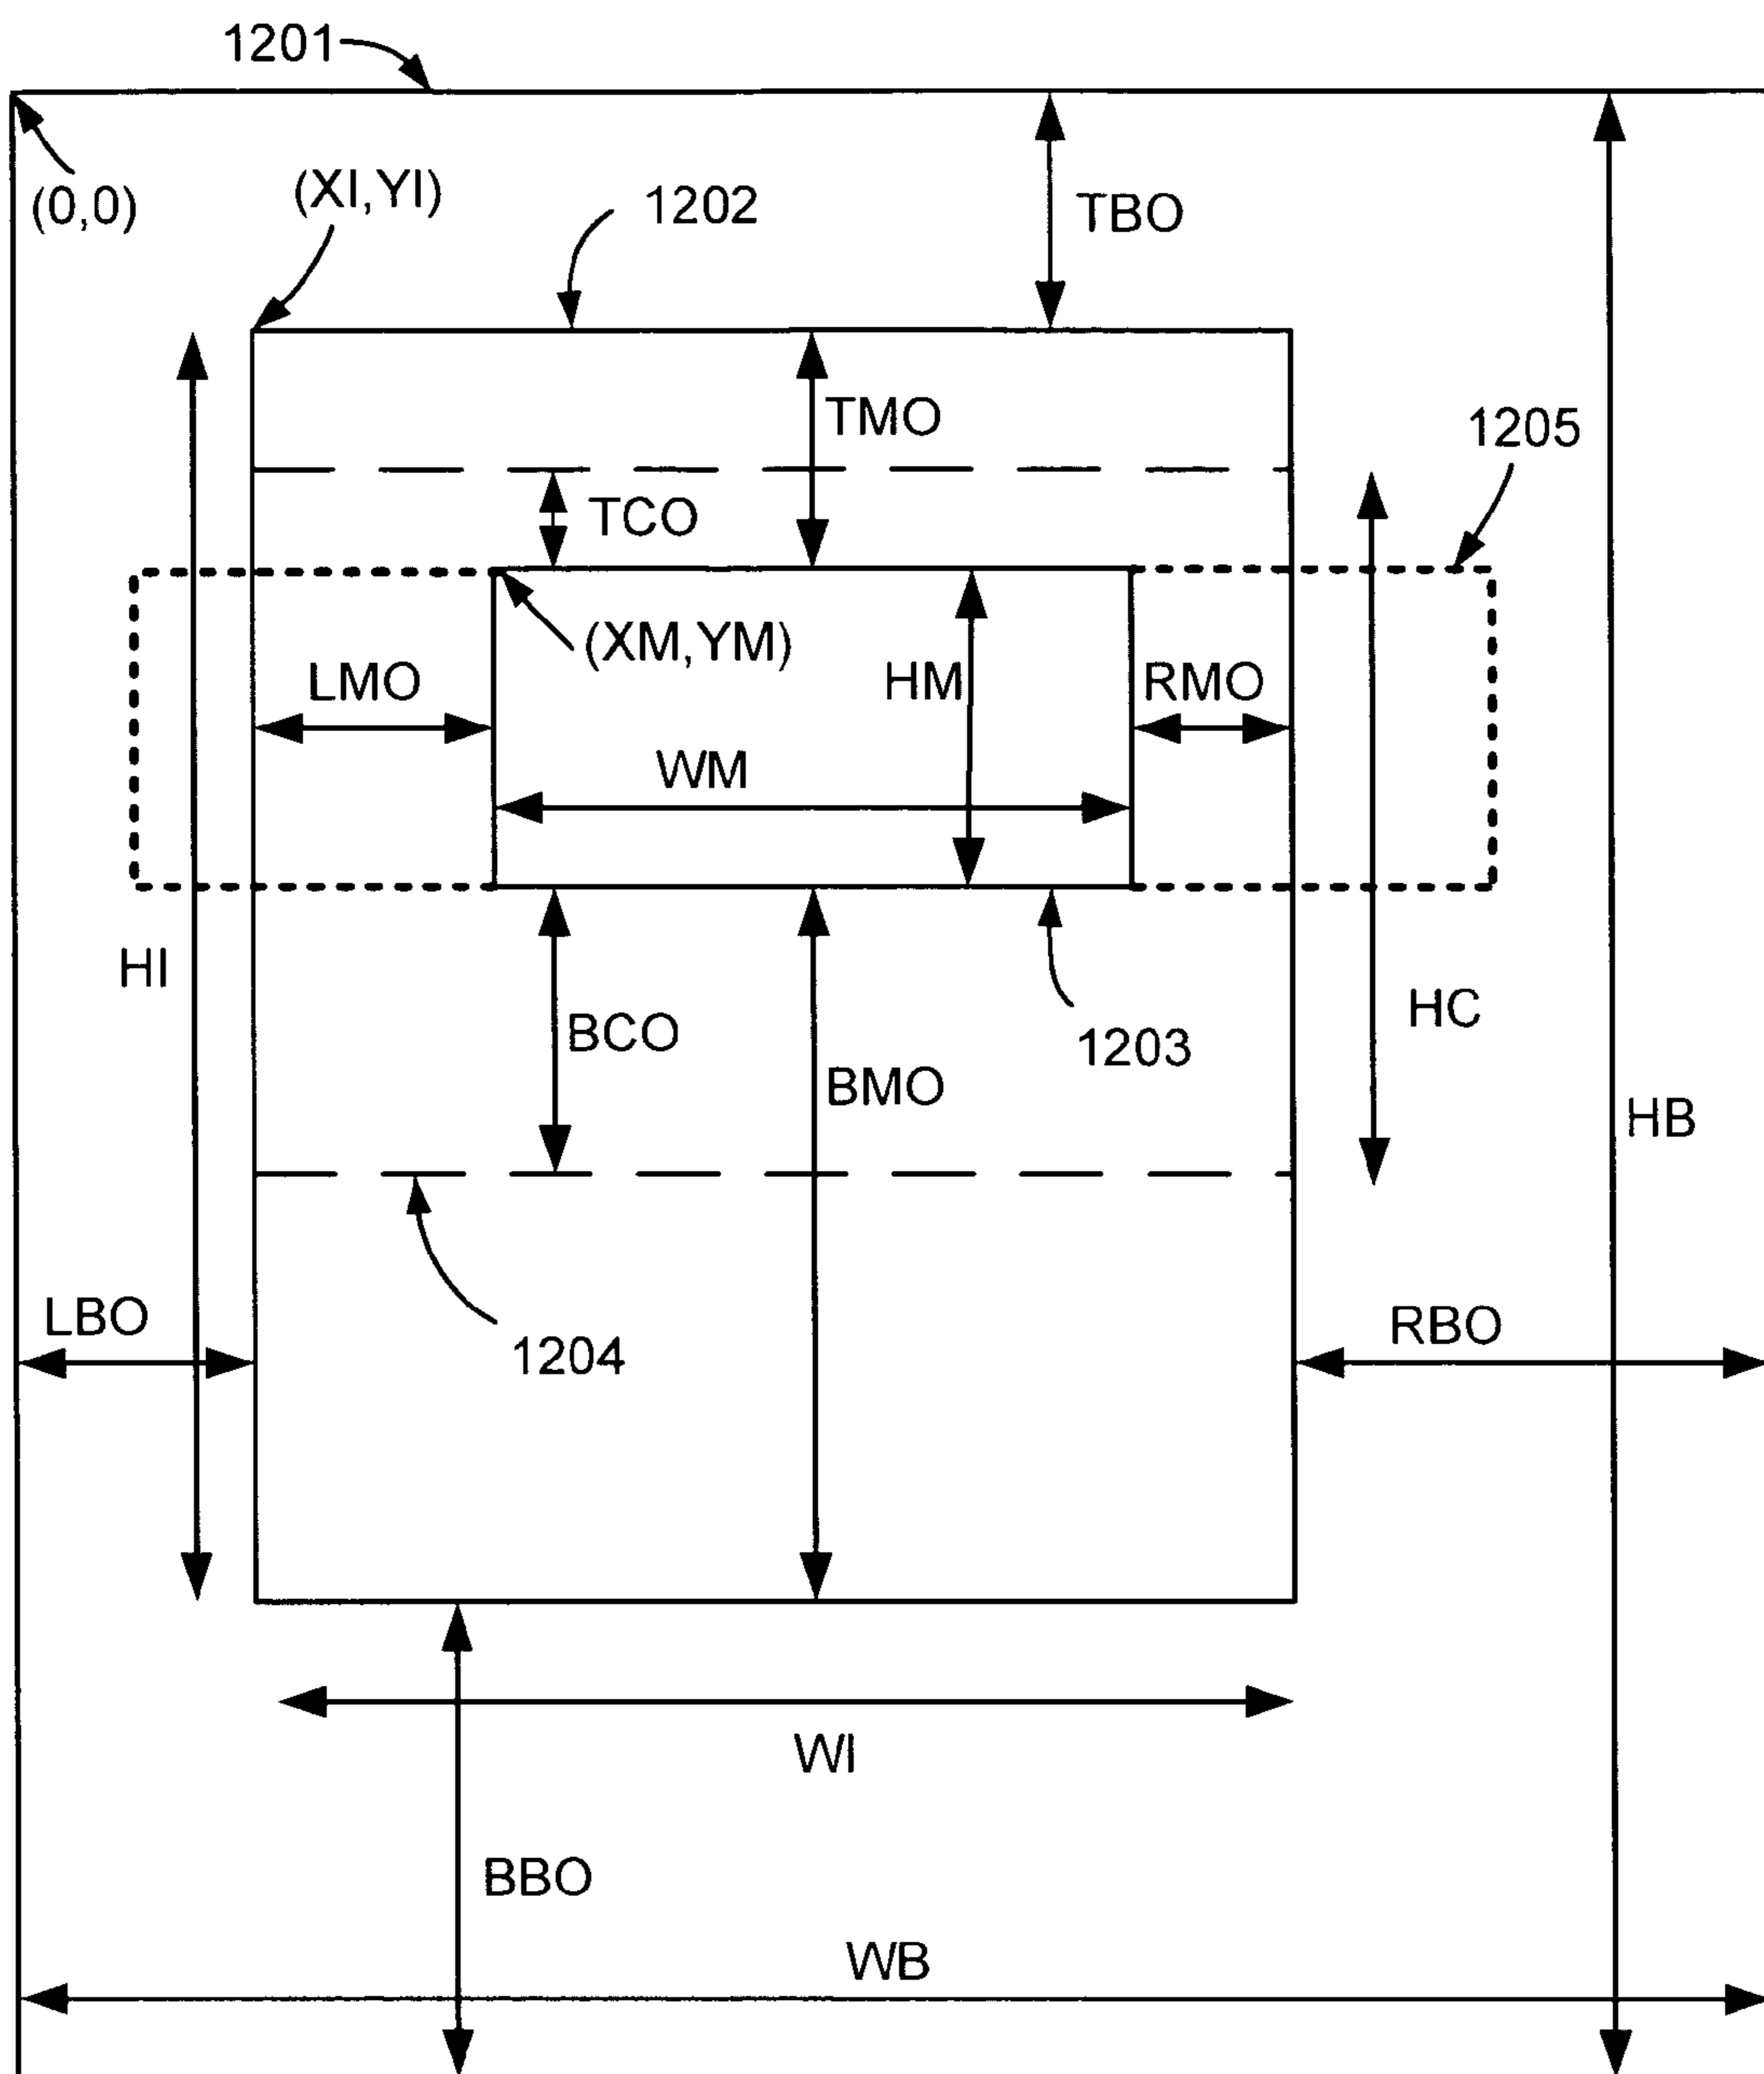 1201
(0,0)
(XI,YI)
1202
TBO
TMO
1205
TCO
(XM,YM)
LMO
HM
RMO
WM
HI
HC
BCO
1203
BMO
HB
LBO
RBO
1204
WI
BBO
WB